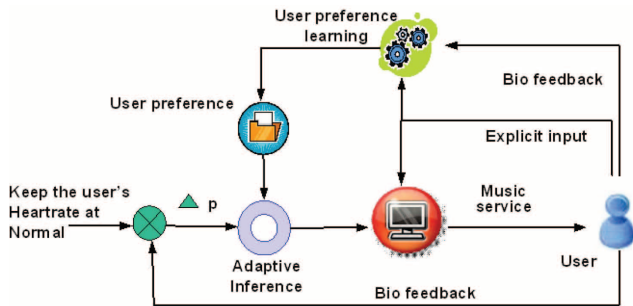 User preference
learning
Bio feedback
User preference
Explicit input
Keep the user's
Heartrate at
Normal
p
Music
service
Adaptive
Inference
User
Bio feedback